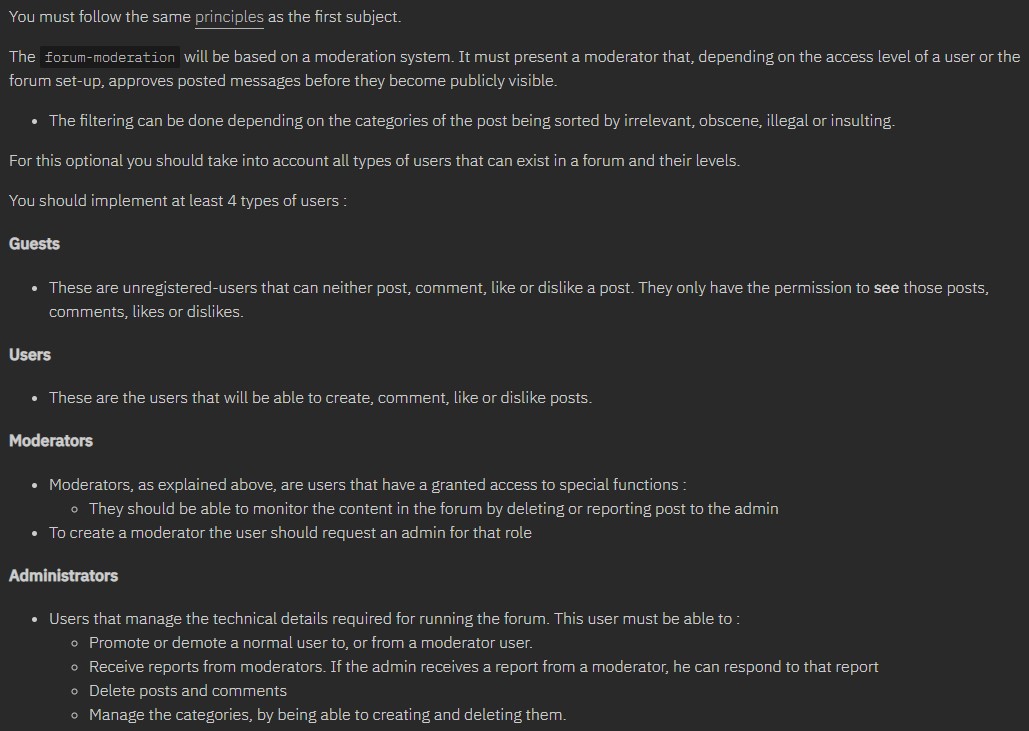 You must follow the same principles as the first subject.
The forum-moderation will be based on a moderation system. It must present a moderator that, depending on the access level of a user or the
forum set-up, approves posted messages before they become publicly visible.
• The filtering can be done depending on the categories of the post being sorted by irrelevant, obscene, illegal or insulting.
For this optional you should take into account all types of users that can exist in a forum and their levels.
You should implement at least 4 types of users :
Guests
• These are unregistered-users that can neither post, comment, like or dislike a post. They only have the permission to see those posts,
comments, likes or dislikes.
Users
• These are the users that will be able to create, comment, like or dislike posts.
Moderators
• Moderators, as explained above, are users that have a granted access to special functions :
◦ They should be able to monitor the content in the forum by deleting or reporting post to the admin
• To create a moderator the user should request an admin for that role
Administrators
• Users that manage the technical details required for running the forum. This user must be able to :
◦ Promote or demote a normal user to, or from a moderator user.
◦ Receive reports from moderators. If the admin receives a report from a moderator, he can respond to that report
◦ Delete posts and comments
◦ Manage the categories, by being able to creating and deleting them.